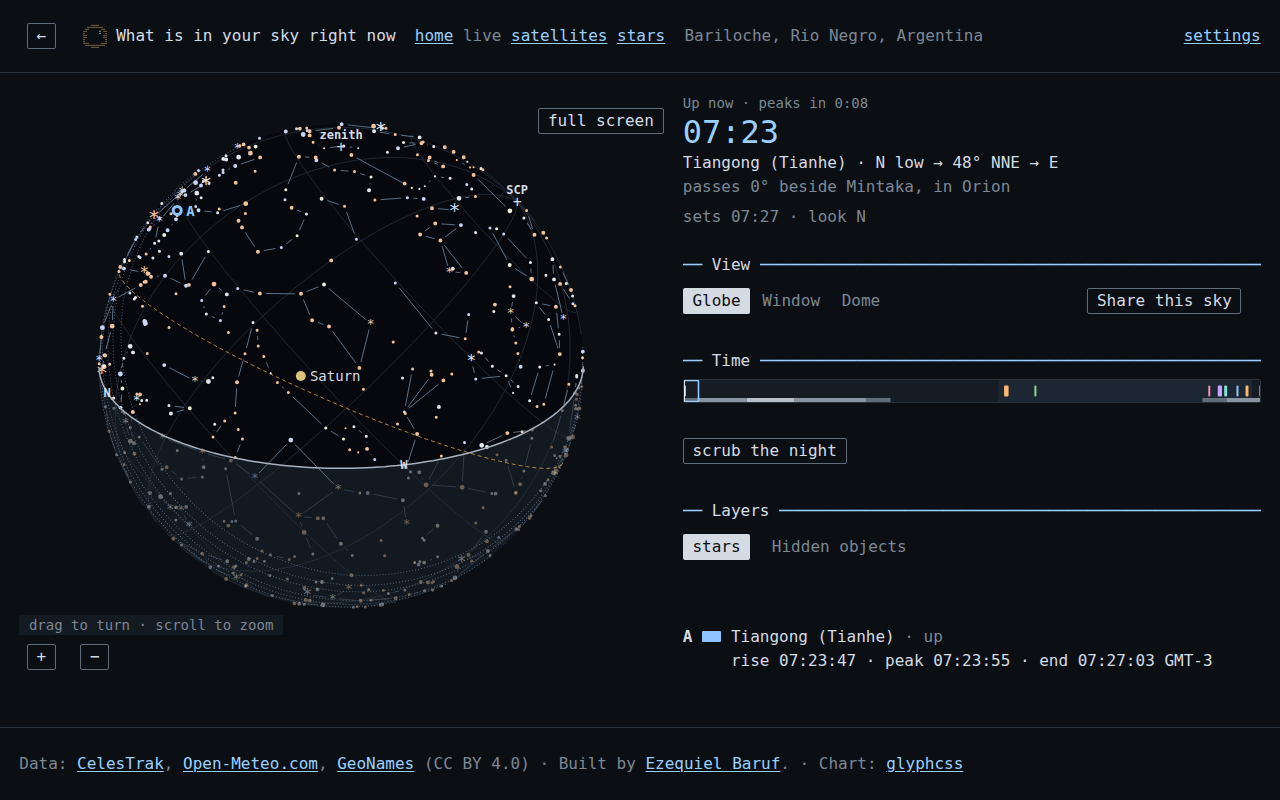 ← What is in your sky right now home live satellites stars Bariloche, Rio Negro, Argentina settings
full screen
zenith
SCP
A
Saturn
N
W
drag to turn · scroll to zoom
+ −
Up now · peaks in 0:08
07:23
Tiangong (Tianhe) · N low → 48° NNE → E
passes 0° beside Mintaka, in Orion
sets 07:27 · look N
View
Globe Window Dome Share this sky
Time
scrub the night
Layers
stars Hidden objects
A Tiangong (Tianhe) · up
rise 07:23:47 · peak 07:23:55 · end 07:27:03 GMT-3
Data: CelesTrak, Open-Meteo.com, GeoNames (CC BY 4.0) · Built by Ezequiel Baruf. · Chart: glyphcss